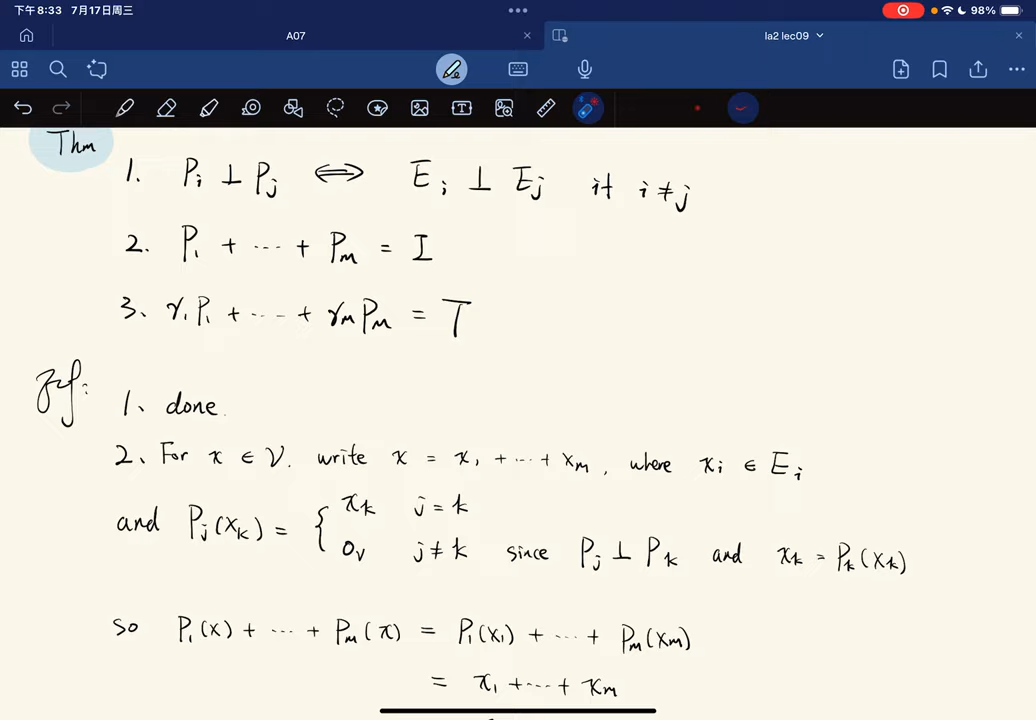 下午8:33 7月17日周三
98%
A07
la2 lec09
Thm
1. Pᵢ ⊥ Pⱼ ⟺ Eᵢ ⊥ Eⱼ if i ≠ j
2. P₁ + ··· + Pₘ = I
3、 γ₁P₁ + ··· + γₘPₘ = T
Pf:
1、 done.
2、 For x ∈ V. write x = x₁ + ··· + xₘ, where xᵢ ∈ Eᵢ
and Pⱼ(xₖ) = { xₖ j = k
0ᵥ j ≠ k since Pⱼ ⊥ Pₖ and xₖ = Pₖ(xₖ)
so P₁(x) + ··· + Pₘ(x) = P₁(x₁) + ··· + Pₘ(xₘ)
= x₁ + ··· + xₘ